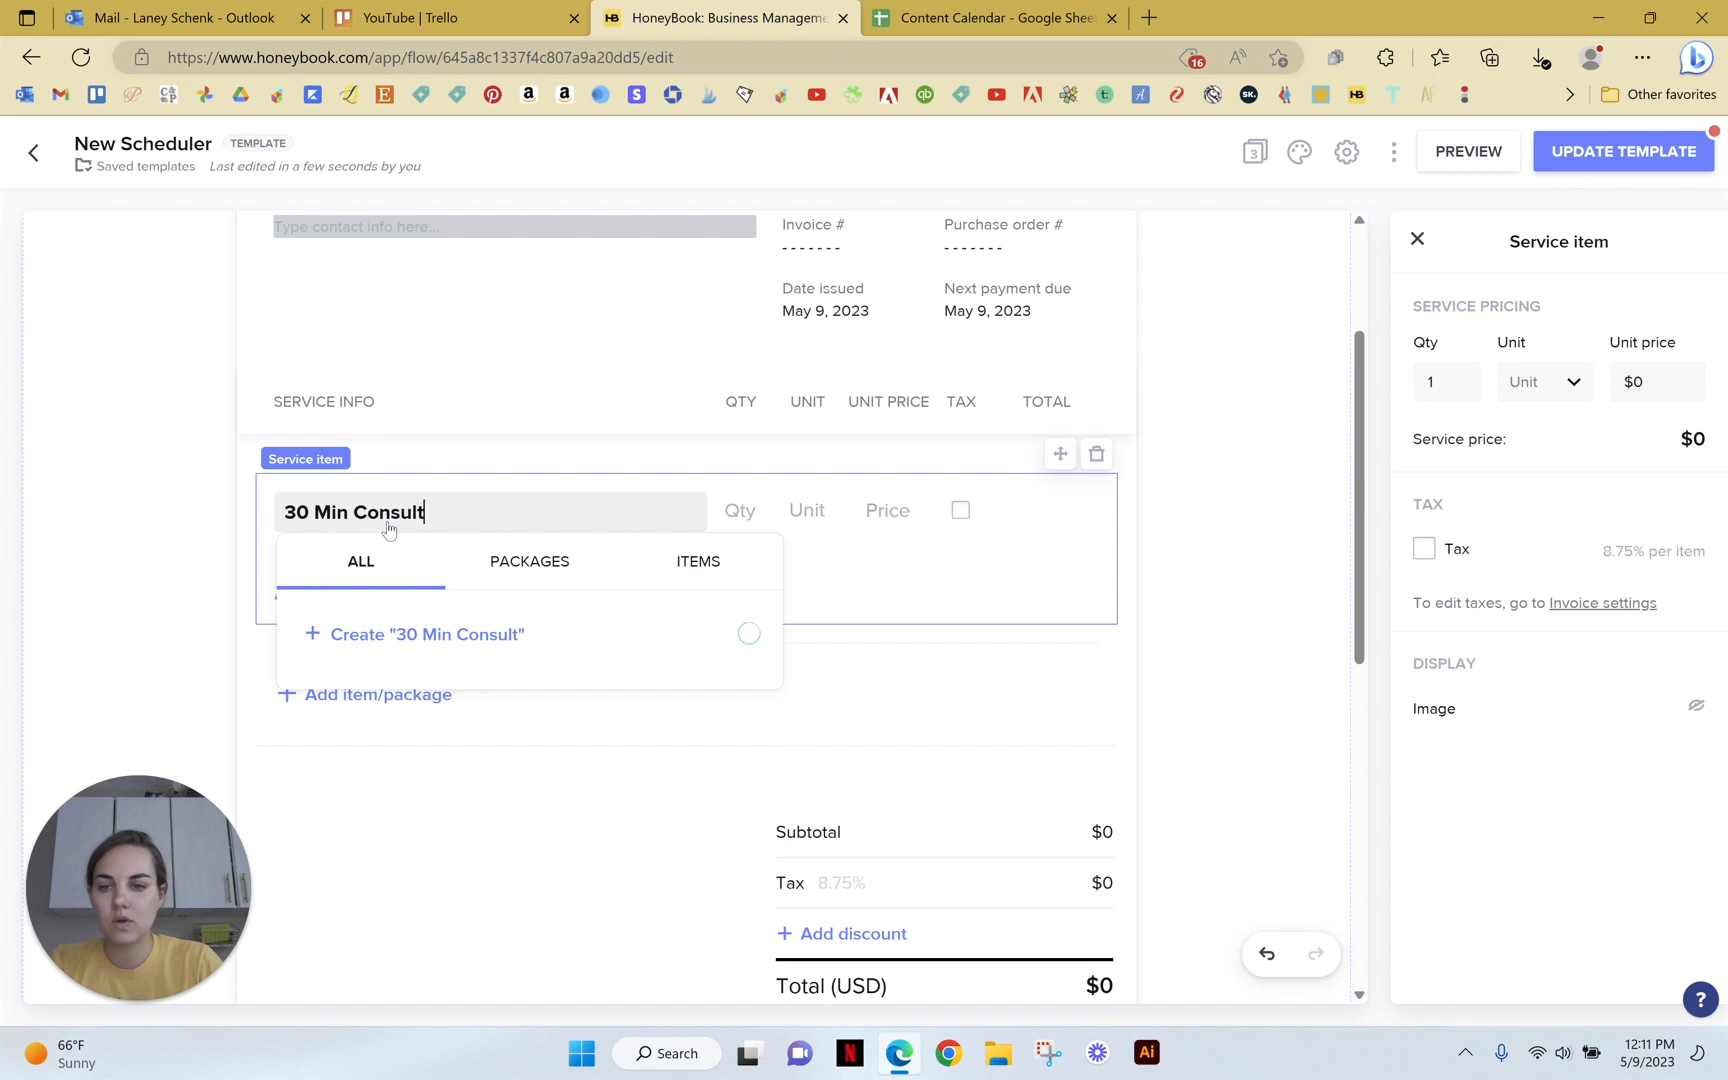 Mail - Laney Schenk - Outlook
YouTube | Trello
HoneyBook: Business Manageme
Content Calendar - Google Shee
https://www.honeybook.com/app/flow/645a8c1337f4c807a9a20dd5/edit
16
Other favorites
New Scheduler
TEMPLATE
Saved templates
Last edited in a few seconds by you
3
PREVIEW
UPDATE TEMPLATE
Type contact info here...
Invoice #
Purchase order #
-------
-------
Date issued
Next payment due
May 9, 2023
May 9, 2023
SERVICE INFO
QTY
UNIT
UNIT PRICE
TAX
TOTAL
Service item
30 Min Consult
Qty
Unit
Price
ALL
PACKAGES
ITEMS
+ Create "30 Min Consult"
+ Add item/package
Subtotal
$0
Tax 8.75%
$0
+ Add discount
Total (USD)
$0
Service item
SERVICE PRICING
Qty
Unit
Unit price
1
Unit
$0
Service price:
$0
TAX
Tax
8.75% per item
To edit taxes, go to Invoice settings
DISPLAY
Image
?
66°F
Sunny
Search
12:11 PM
5/9/2023